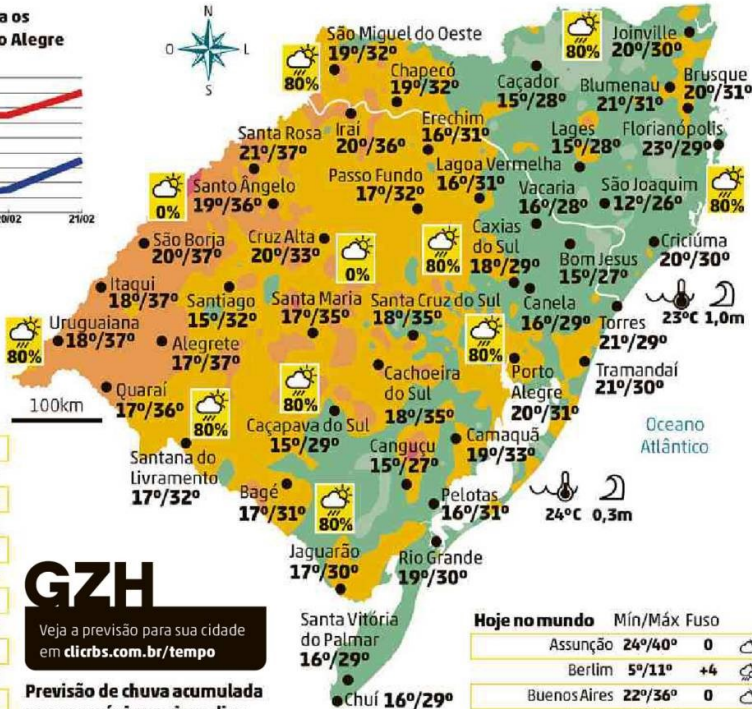 a os
o Alegre
20/02
21/02
N
O
L
S
80%
São Miguel do Oeste
19º/32º
Chapecó
19º/32º
80%
Joinville
20º/30º
Caçador
15º/28º
Blumenau
21º/31º
Brusque
20º/31º
Santa Rosa
21º/37º
Iraí
20º/36º
Erechim
16º/31º
Lages
15º/28º
Florianópolis
23º/29º
0%
Santo Ângelo
19º/36º
Passo Fundo
17º/32º
Lagoa Vermelha
16º/31º
Vacaria
16º/28º
São Joaquim
12º/26º
80%
São Borja
20º/37º
Cruz Alta
20º/33º
0%
80%
Caxias
do Sul
18º/29º
Bom Jesus
15º/27º
Criciúma
20º/30º
Itaqui
18º/37º
Santiago
15º/32º
Santa Maria
17º/35º
Santa Cruz do Sul
18º/35º
Canela
16º/29º
23ºC 1,0m
Torres
21º/29º
80%
Uruguaiana
18º/37º
Alegrete
17º/37º
80%
Porto
Alegre
20º/31º
Tramandaí
21º/30º
Quaraí
17º/36º
100km
80%
80%
Cachoeira
do Sul
18º/35º
Caçapava do Sul
15º/29º
Canguçu
15º/27º
Camaquã
19º/33º
Oceano
Atlântico
Santana do
Livramento
17º/32º
Bagé
17º/31º
80%
Pelotas
16º/31º
24ºC 0,3m
Jaguarão
17º/30º
Rio Grande
19º/30º
GZH
Veja a previsão para sua cidade
em clicrbs.com.br/tempo
Santa Vitória
do Palmar
16º/29º
Chuí 16º/29º
Hoje no mundo Mín/Máx Fuso
Assunção 24º/40º 0
Berlim 5º/11º +4
Buenos Aires 22º/36º 0
Previsão de chuva acumulada